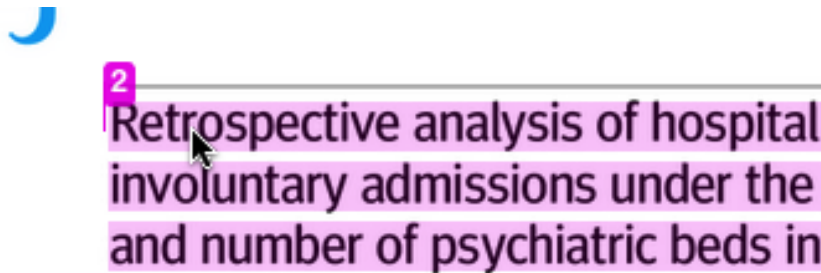 2
Retrospective analysis of hospital
involuntary admissions under the
and number of psychiatric beds in